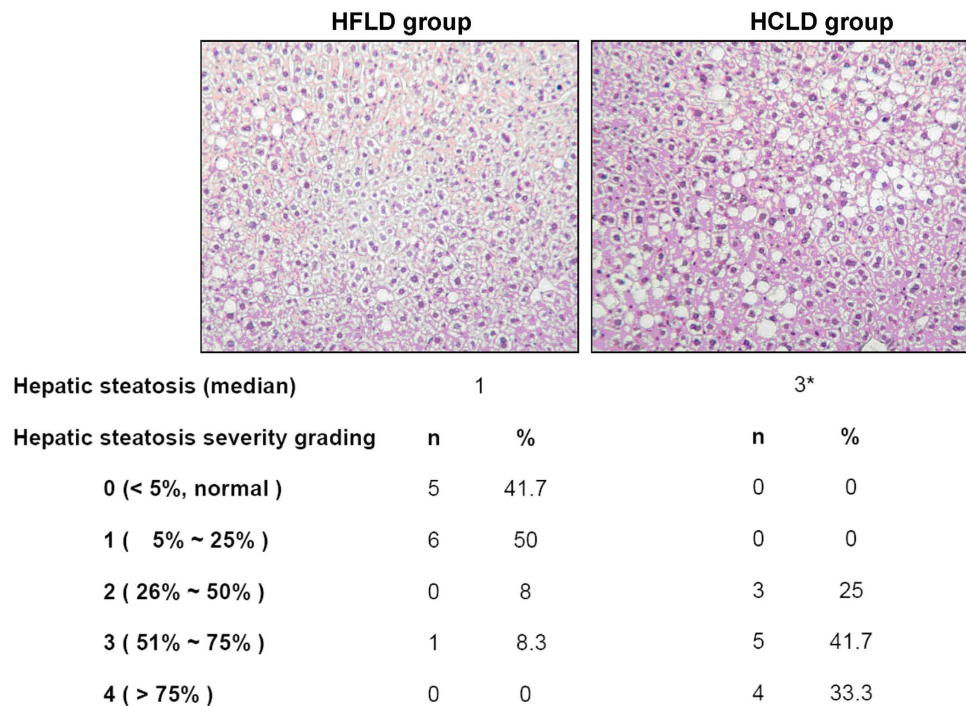 HFLD group HCLD group
Hepatic steatosis (median) 1 3*
Hepatic steatosis severity grading n % n %
0 (< 5%, normal ) 5 41.7 0 0
1 ( 5% ~ 25% ) 6 50 0 0
2 ( 26% ~ 50% ) 0 8 3 25
3 ( 51% ~ 75% ) 1 8.3 5 41.7
4 ( > 75% ) 0 0 4 33.3